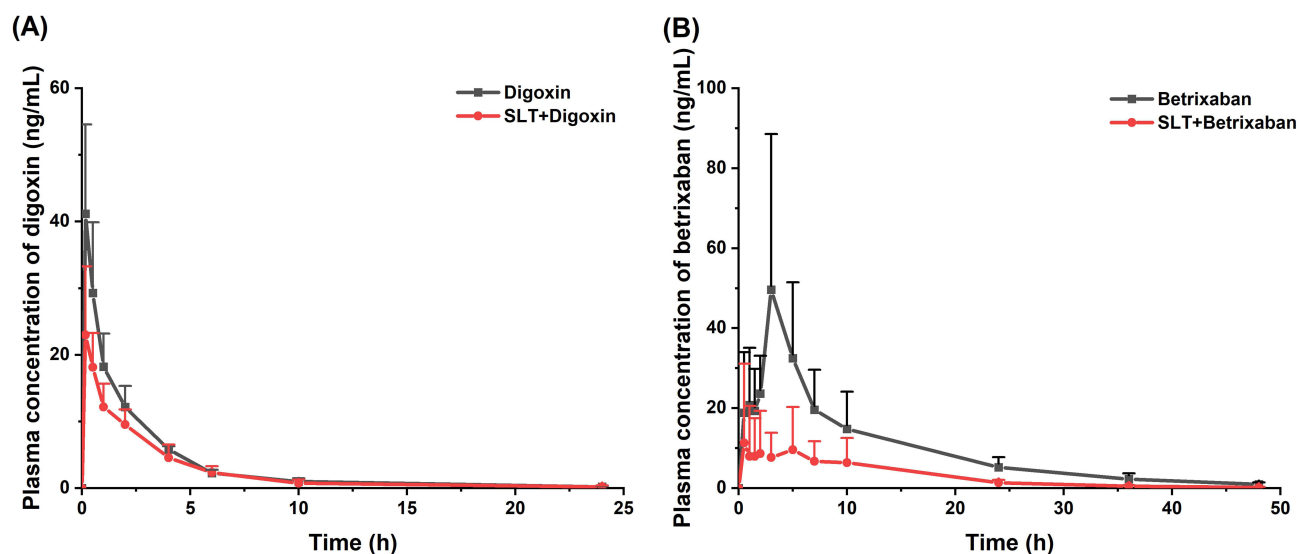 (A)
Plasma concentration of digoxin (ng/mL)
60
40
20
0
0 5 10 15 20 25
Time (h)
Digoxin
SLT+Digoxin
(B)
Plasma concentration of betrixaban (ng/mL)
100
80
60
40
20
0
0 10 20 30 40 50
Time (h)
Betrixaban
SLT+Betrixaban